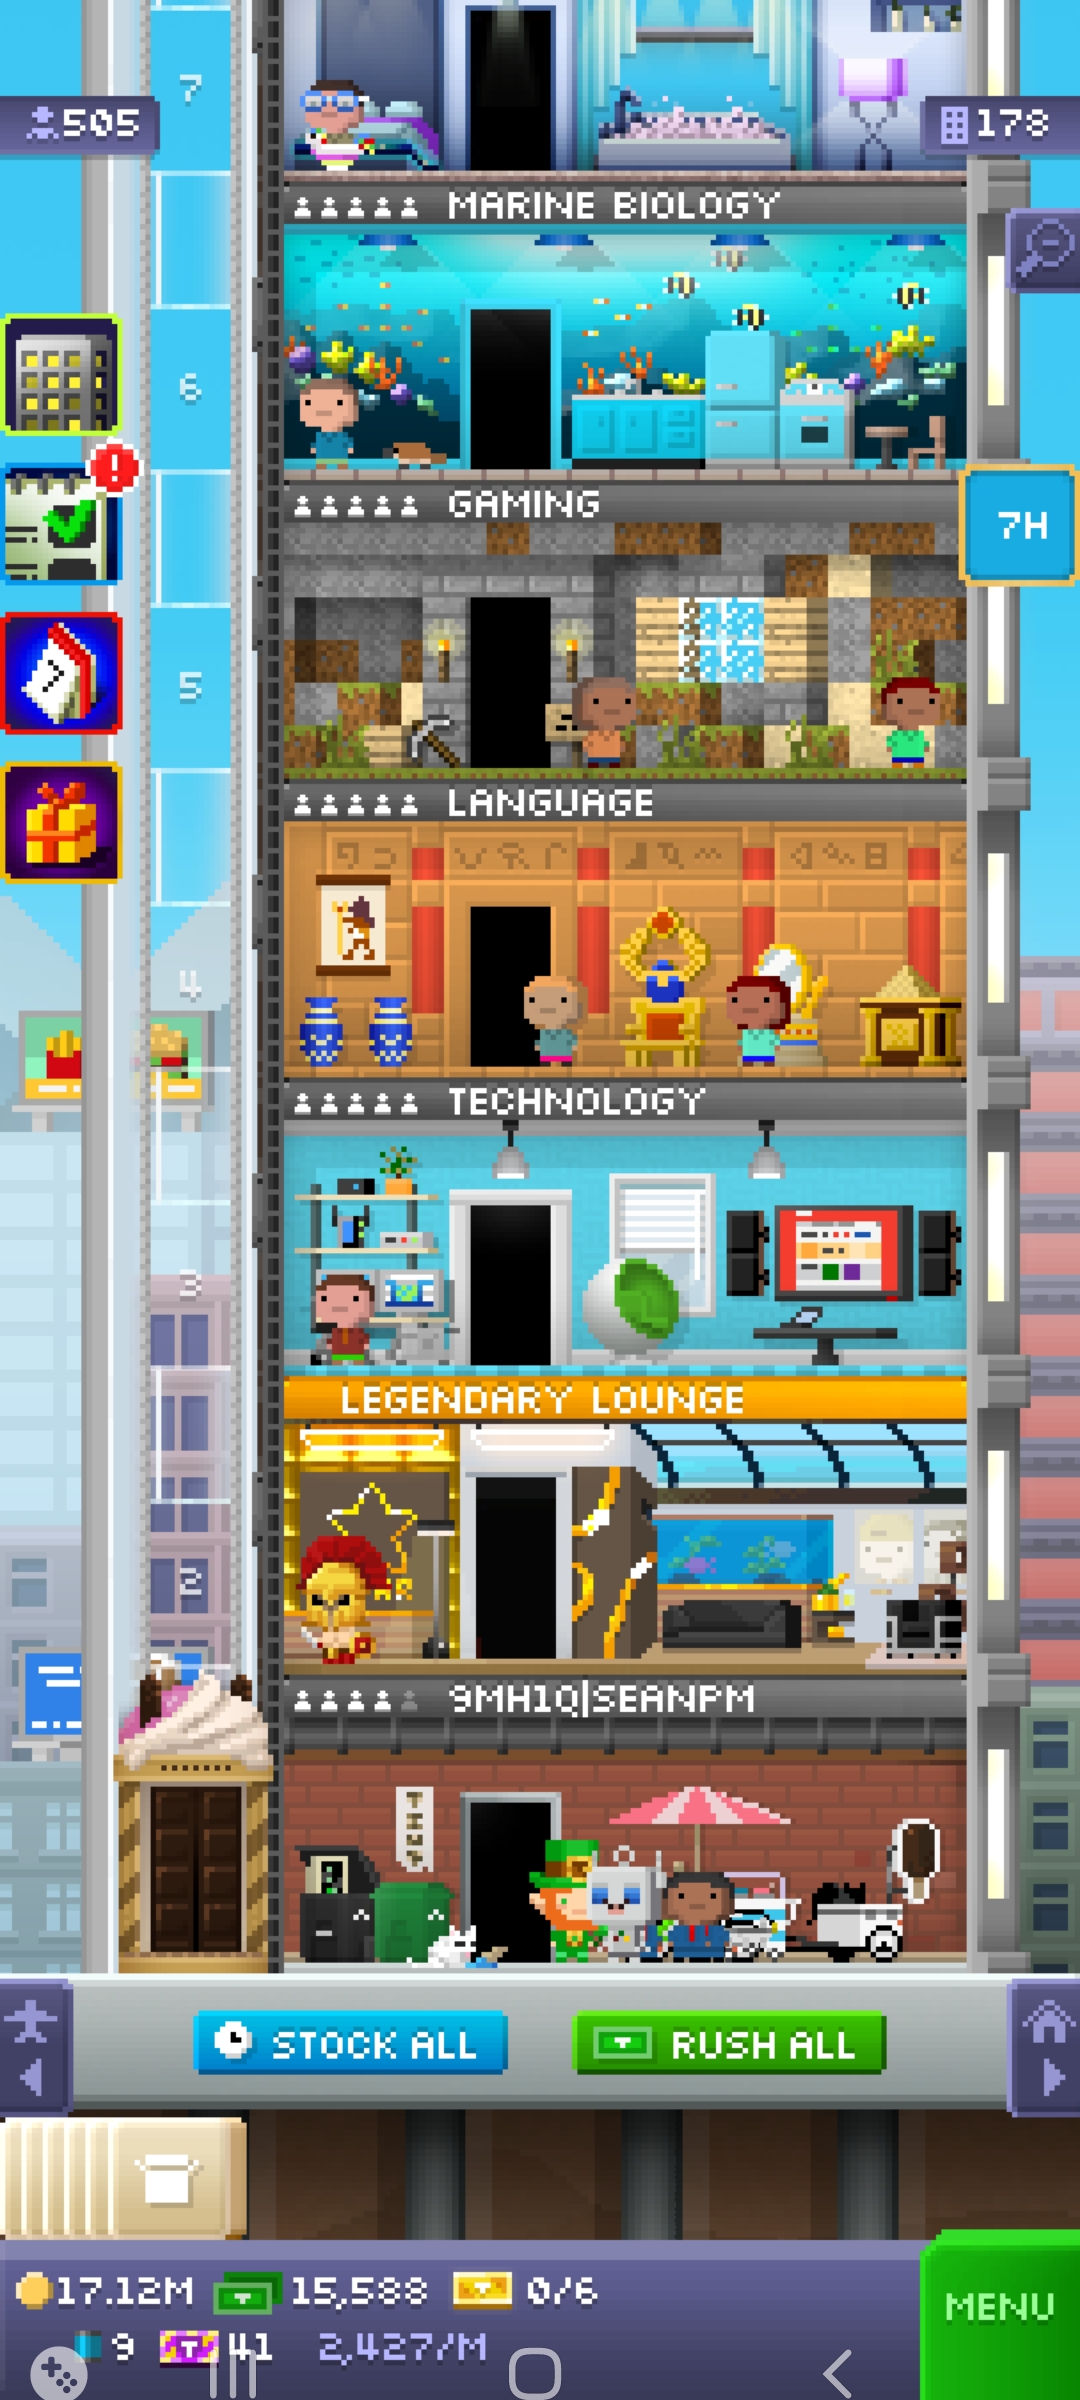 7
505
178
MARINE BIOLOGY
6
GAMING
7H
5
7
LANGUAGE
4
TECHNOLOGY
3
LEGENDARY LOUNGE
2
9MH1Q|SEANPM
STOCK ALL
RUSH ALL
17.12M 15,588 0/6
MENU
9 41 2,427/M